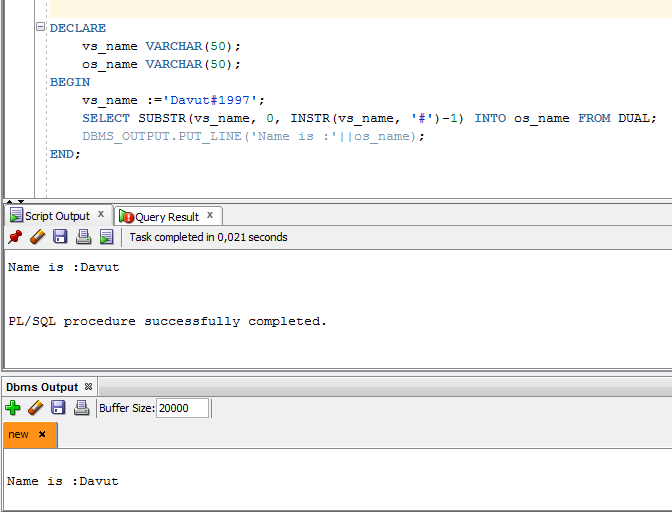 DECLARE
vs_name VARCHAR(50);
os_name VARCHAR(50);
BEGIN
vs_name :='Davut#1997';
SELECT SUBSTR(vs_name, 0, INSTR(vs_name, '#')-1) INTO os_name FROM DUAL;
DBMS_OUTPUT.PUT_LINE('Name is :'||os_name);
END;
Script Output x Query Result x
Task completed in 0,021 seconds
Name is :Davut
PL/SQL procedure successfully completed.
Dbms Output
Buffer Size: 20000
new x
Name is :Davut